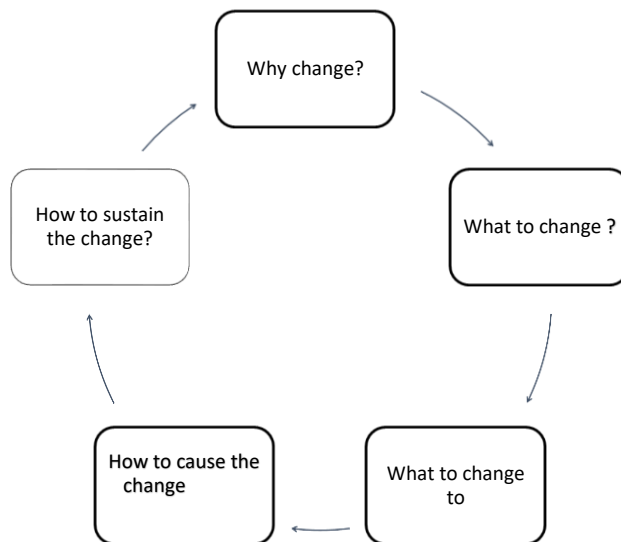 Why change?
What to change ?
What to change
to
How to cause the
change
How to sustain
the change?